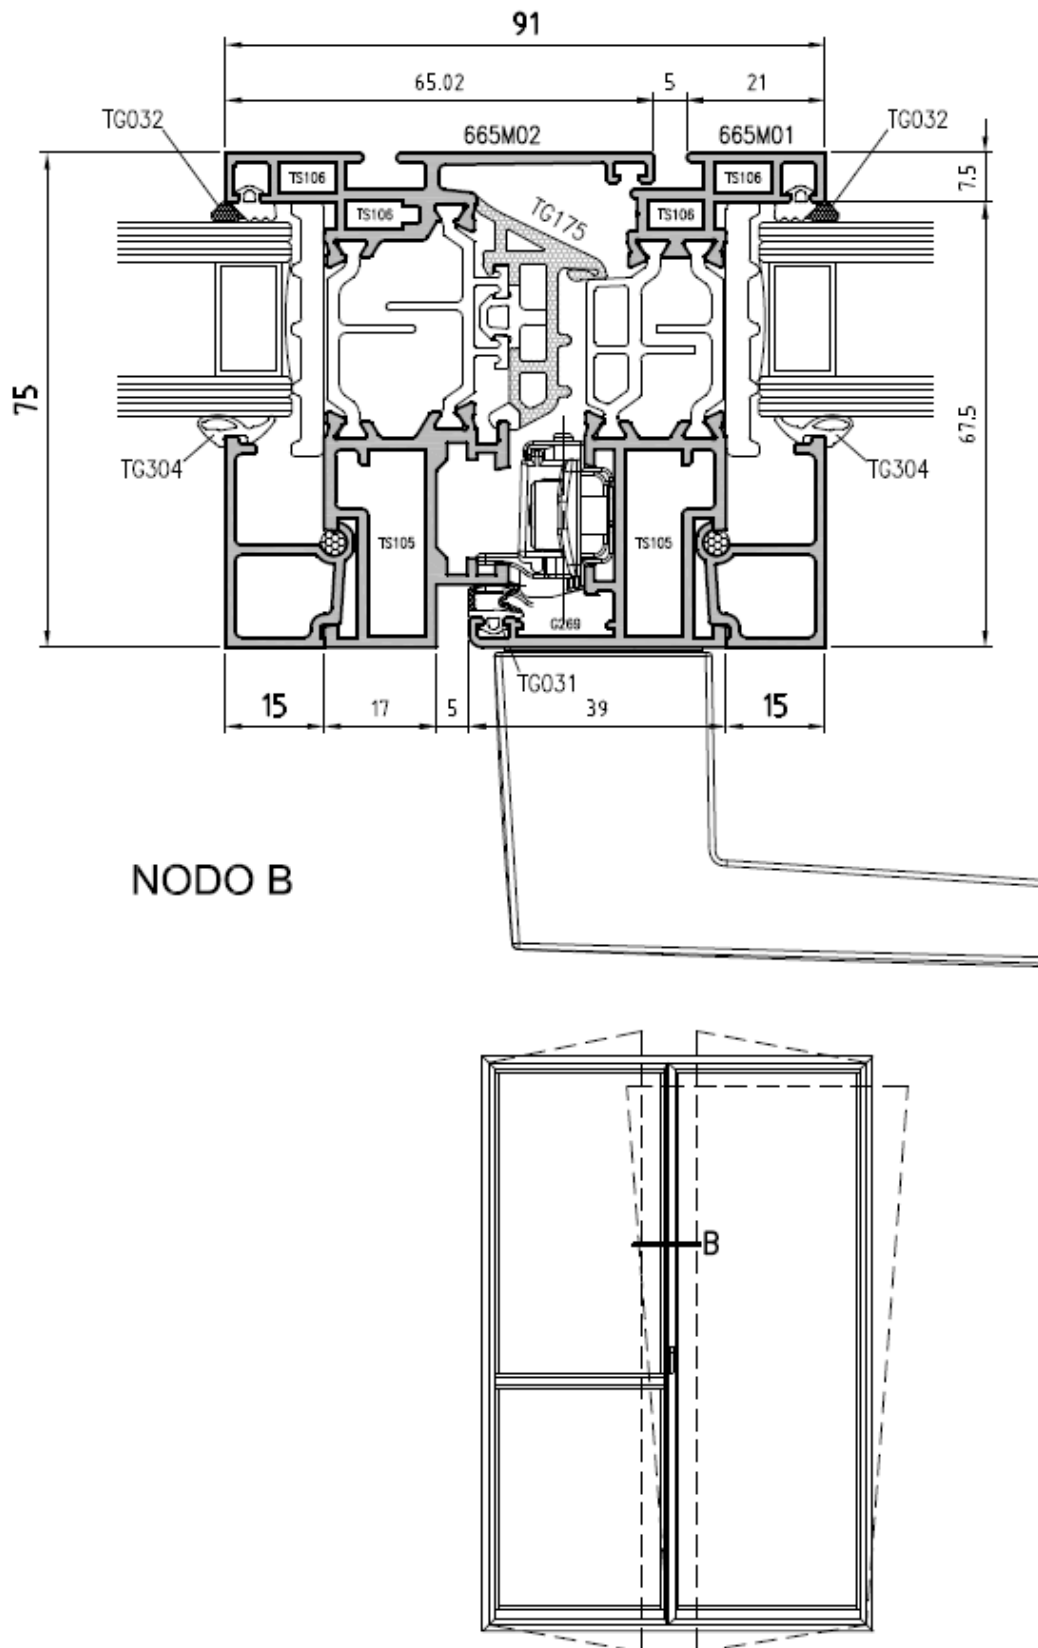 91
65.02 5 21
TG032 665M02 665M01 TG032
7.5
TS106 TS106
TS106 TS106
TG175
75
67.5
TG304 TG304
TS105 TS105
G269
TG031
15 17 5 39 15
NODO B
B